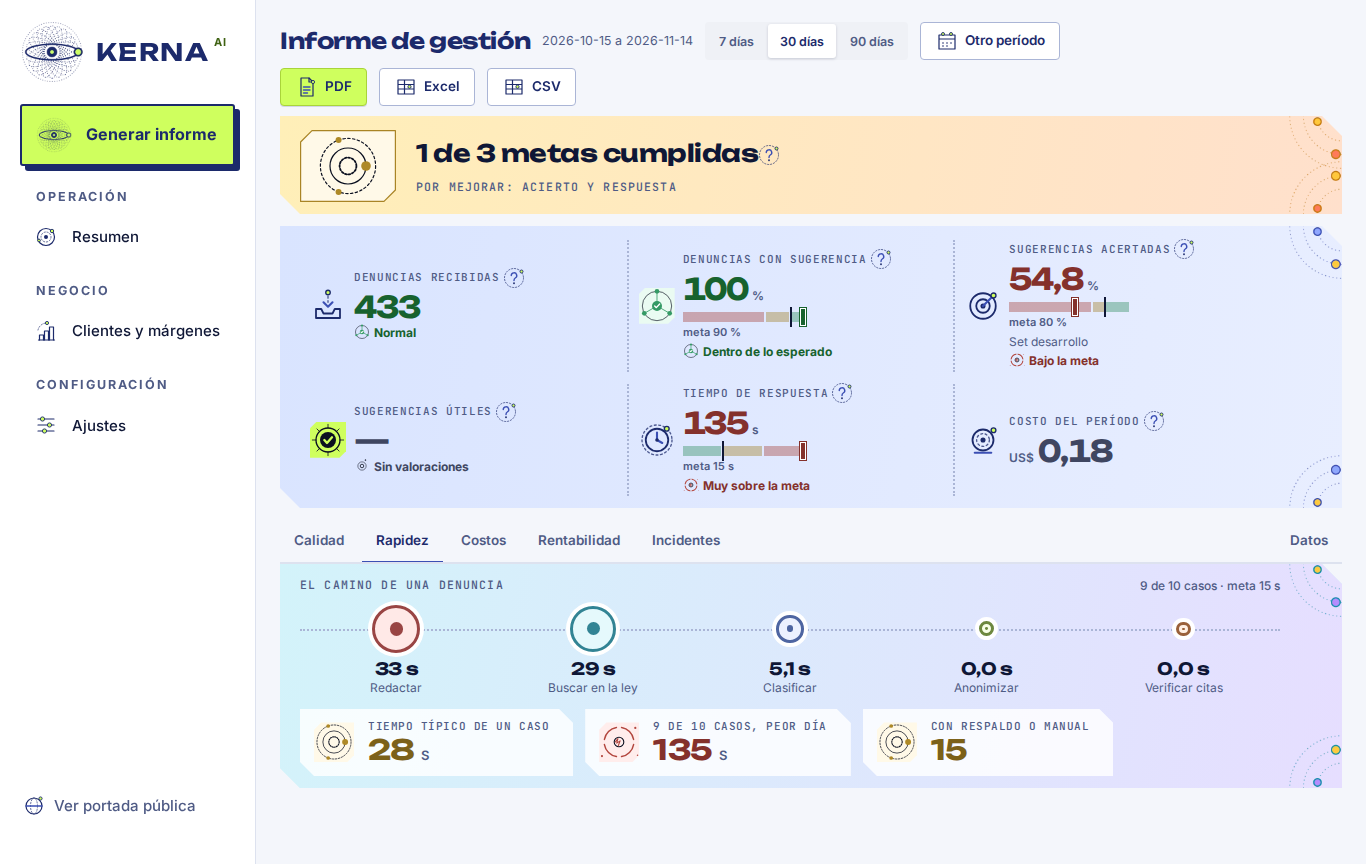 KERNA AI
Generar informe
OPERACIÓN
Resumen
NEGOCIO
Clientes y márgenes
CONFIGURACIÓN
Ajustes
Ver portada pública
Informe de gestión 2026-10-15 a 2026-11-14 7 días 30 días 90 días Otro período
PDF Excel CSV
1 de 3 metas cumplidas ?
POR MEJORAR: ACIERTO Y RESPUESTA
DENUNCIAS RECIBIDAS ?
433
Normal
DENUNCIAS CON SUGERENCIA ?
100 %
meta 90 %
Dentro de lo esperado
SUGERENCIAS ACERTADAS ?
54,8 %
meta 80 %
Set desarrollo
Bajo la meta
SUGERENCIAS ÚTILES ?
—
Sin valoraciones
TIEMPO DE RESPUESTA ?
135 s
meta 15 s
Muy sobre la meta
COSTO DEL PERÍODO ?
US$ 0,18
Calidad Rapidez Costos Rentabilidad Incidentes Datos
EL CAMINO DE UNA DENUNCIA 9 de 10 casos · meta 15 s
33 s 29 s 5,1 s 0,0 s 0,0 s
Redactar Buscar en la ley Clasificar Anonimizar Verificar citas
TIEMPO TÍPICO DE UN CASO
28 s
9 DE 10 CASOS, PEOR DÍA
135 s
CON RESPALDO O MANUAL
15